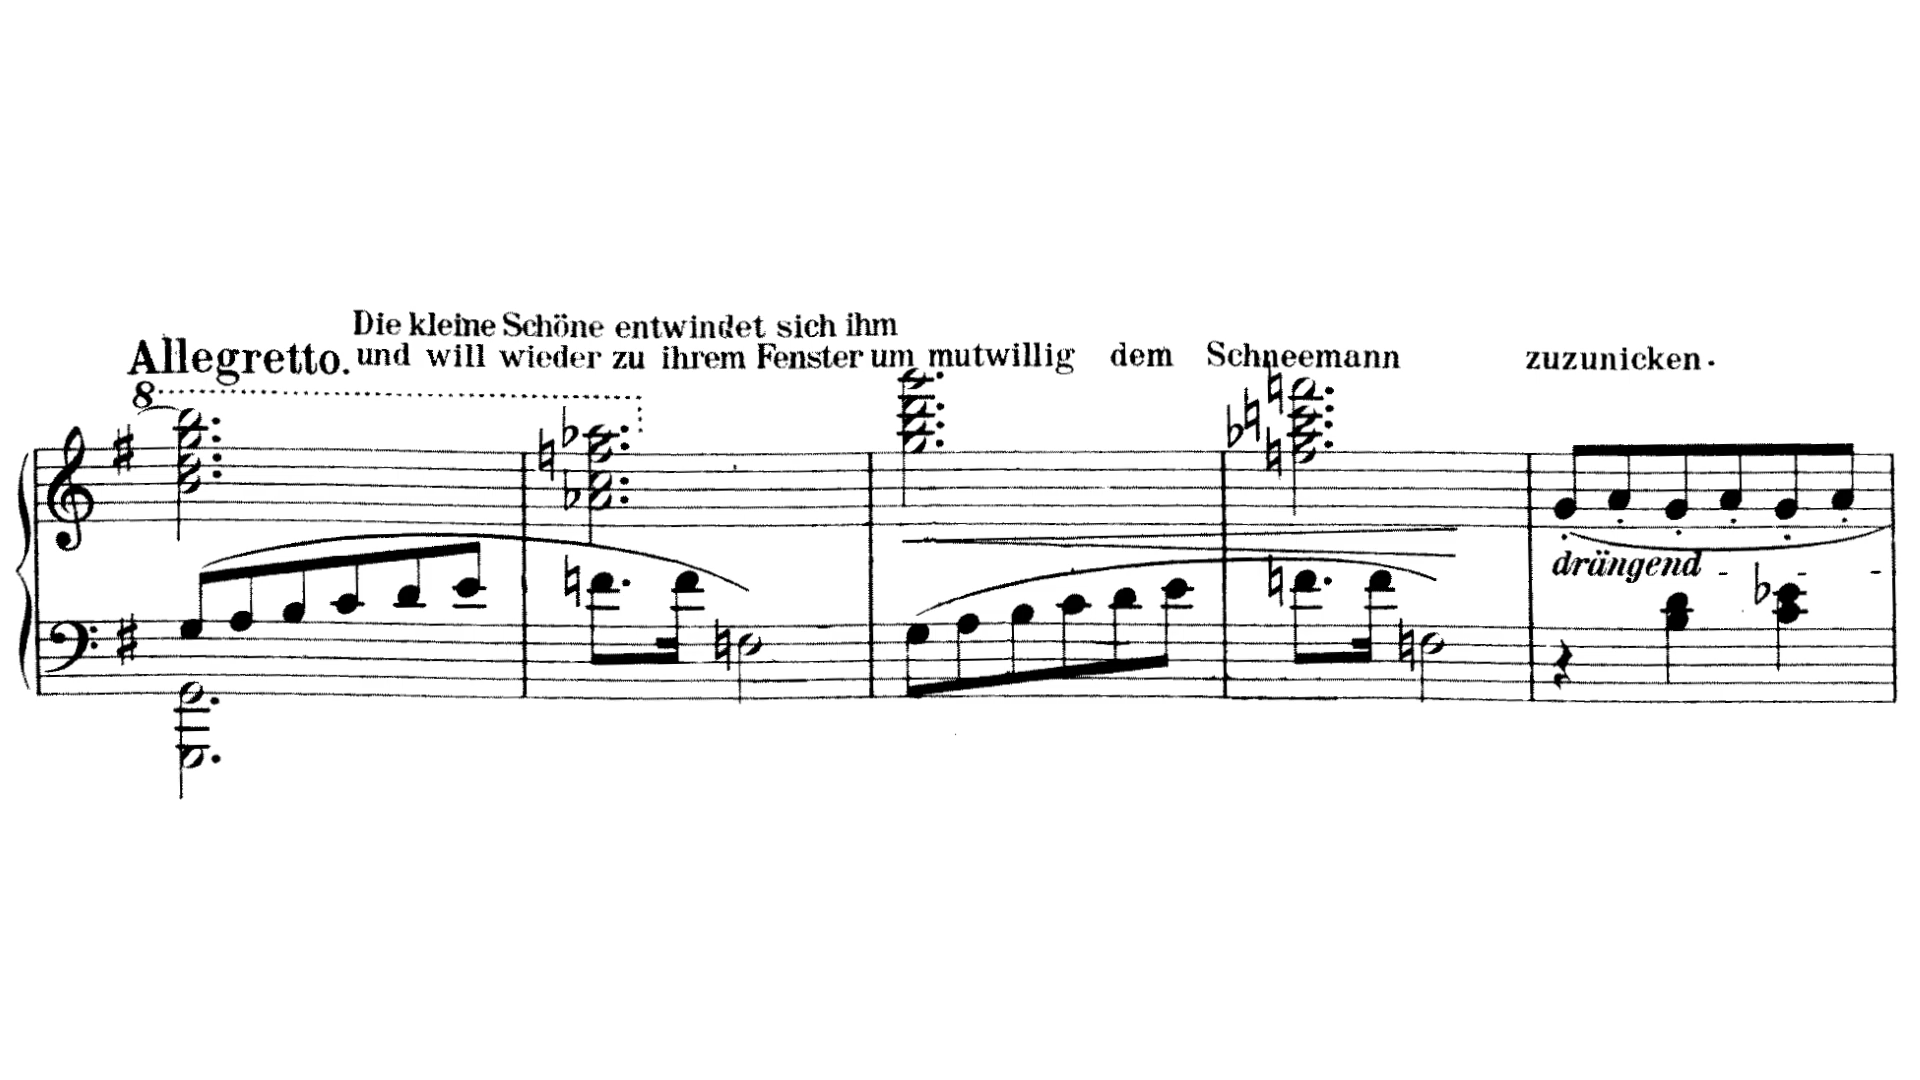 Die kleine Schöne entwindet sich ihm
Allegretto. und will wieder zu ihrem Fenster um mutwillig dem Schneemann zuzunicken.
8
drängend - - -